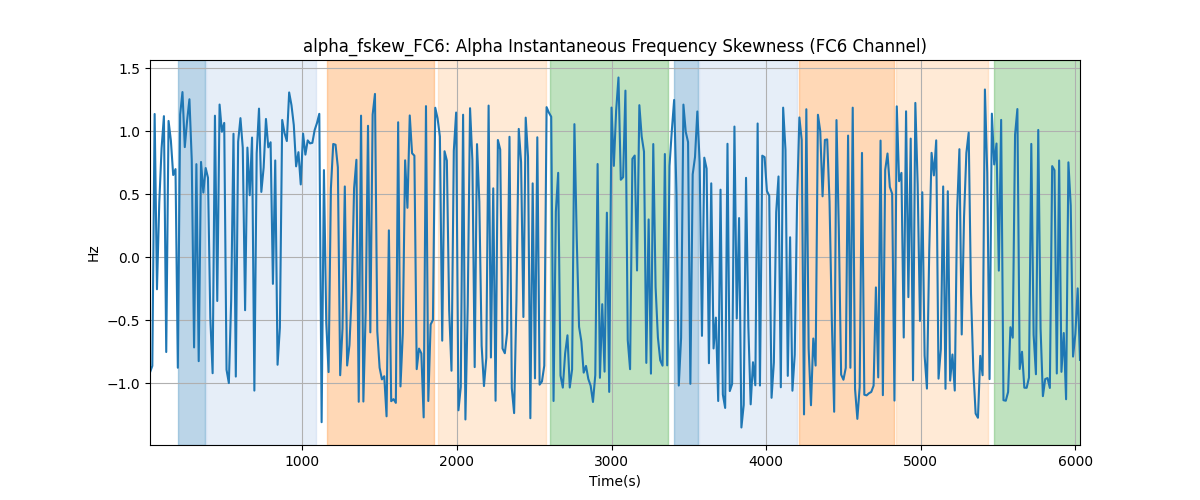 alpha_fskew_FC6: Alpha Instantaneous Frequency Skewness (FC6 Channel)
1.5
1.0
0.5
0.0
−0.5
−1.0
Hz
1000 2000 3000 4000 5000 6000
Time(s)